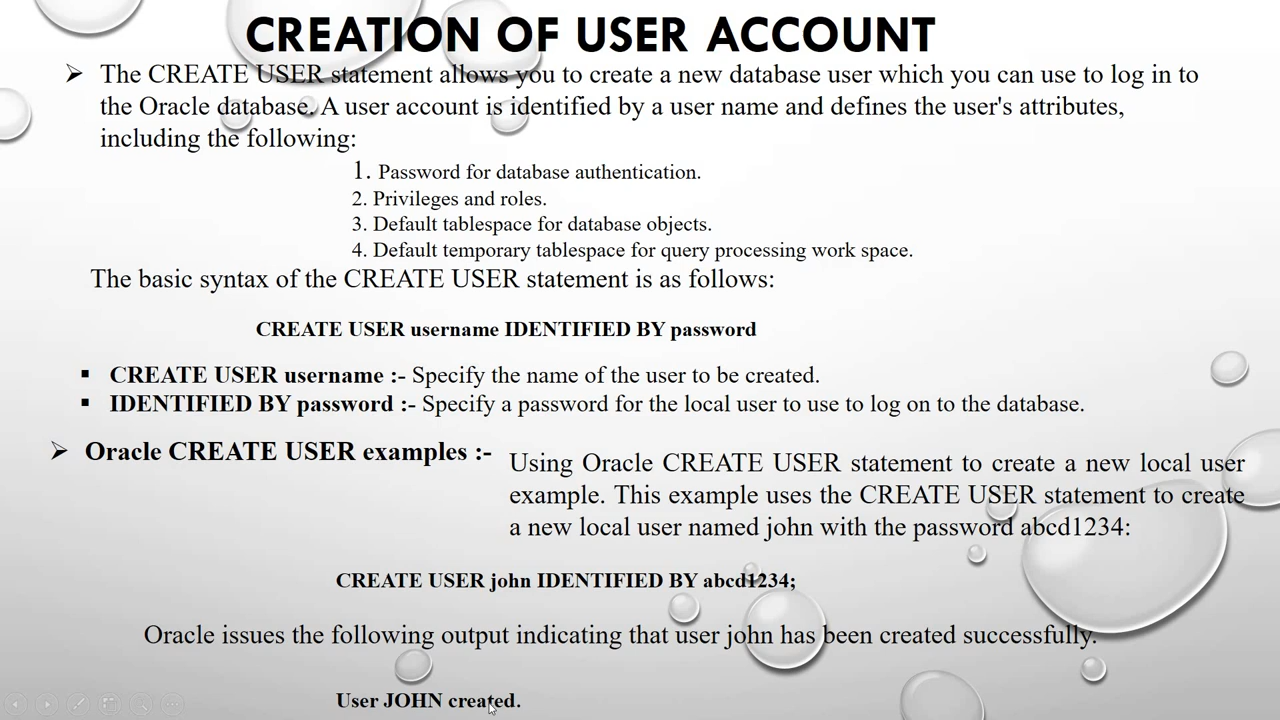 CREATION OF USER ACCOUNT
➢ The CREATE USER statement allows you to create a new database user which you can use to log in to
the Oracle database. A user account is identified by a user name and defines the user's attributes,
including the following:
1. Password for database authentication.
2. Privileges and roles.
3. Default tablespace for database objects.
4. Default temporary tablespace for query processing work space.
The basic syntax of the CREATE USER statement is as follows:
CREATE USER username IDENTIFIED BY password
▪ CREATE USER username :- Specify the name of the user to be created.
▪ IDENTIFIED BY password :- Specify a password for the local user to use to log on to the database.
➢ Oracle CREATE USER examples :-
Using Oracle CREATE USER statement to create a new local user
example. This example uses the CREATE USER statement to create
a new local user named john with the password abcd1234:
CREATE USER john IDENTIFIED BY abcd1234;
Oracle issues the following output indicating that user john has been created successfully.
User JOHN created.